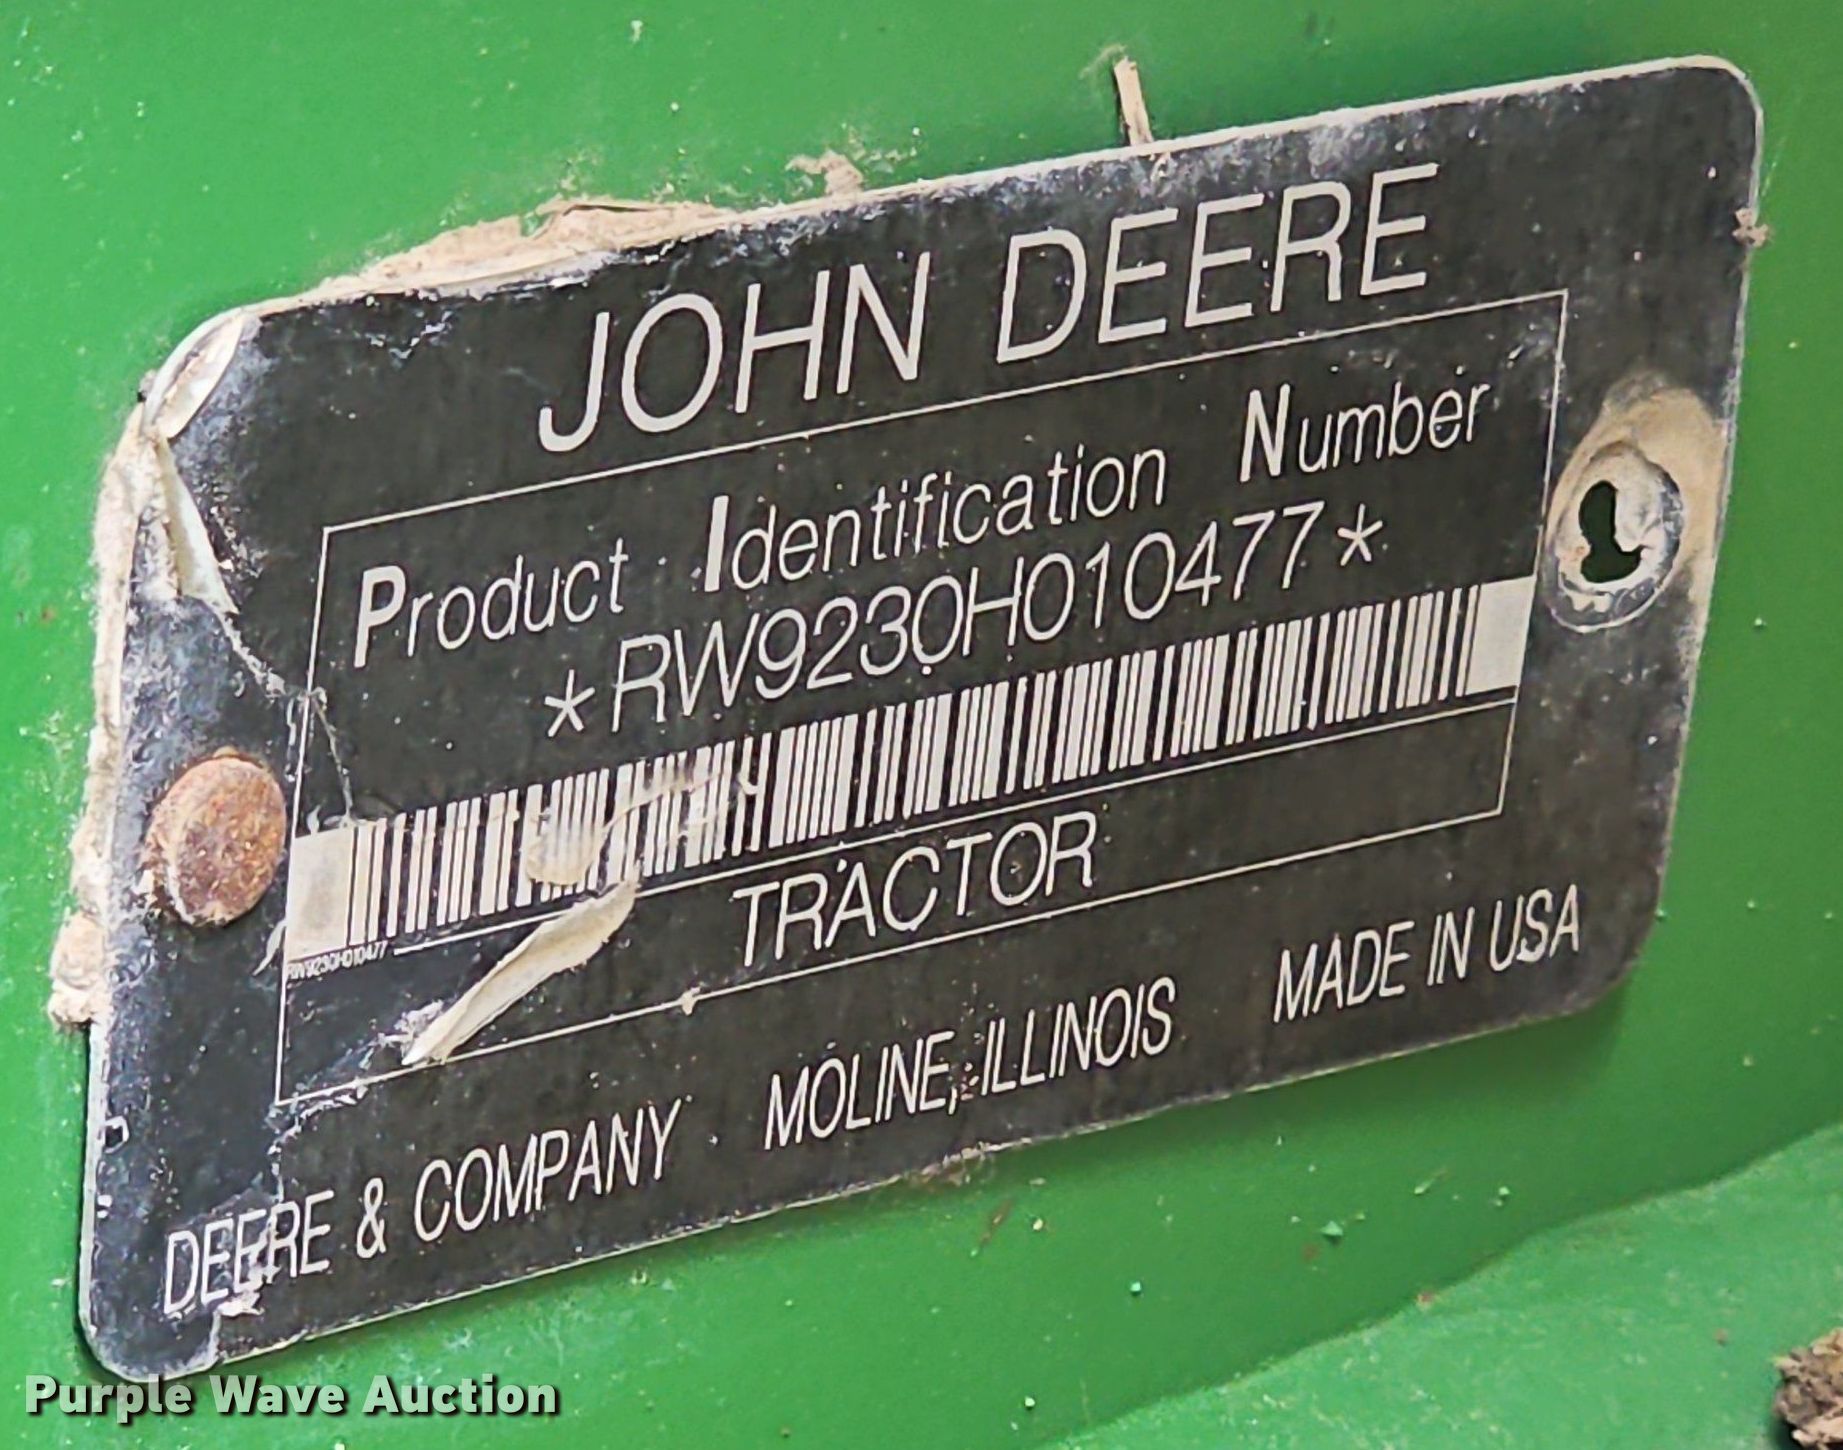 JOHN DEERE
Product Identification Number
*RW9230H010477*
RW9230H010477
TRACTOR
DEERE & COMPANY MOLINE, ILLINOIS MADE IN USA
Purple Wave Auction